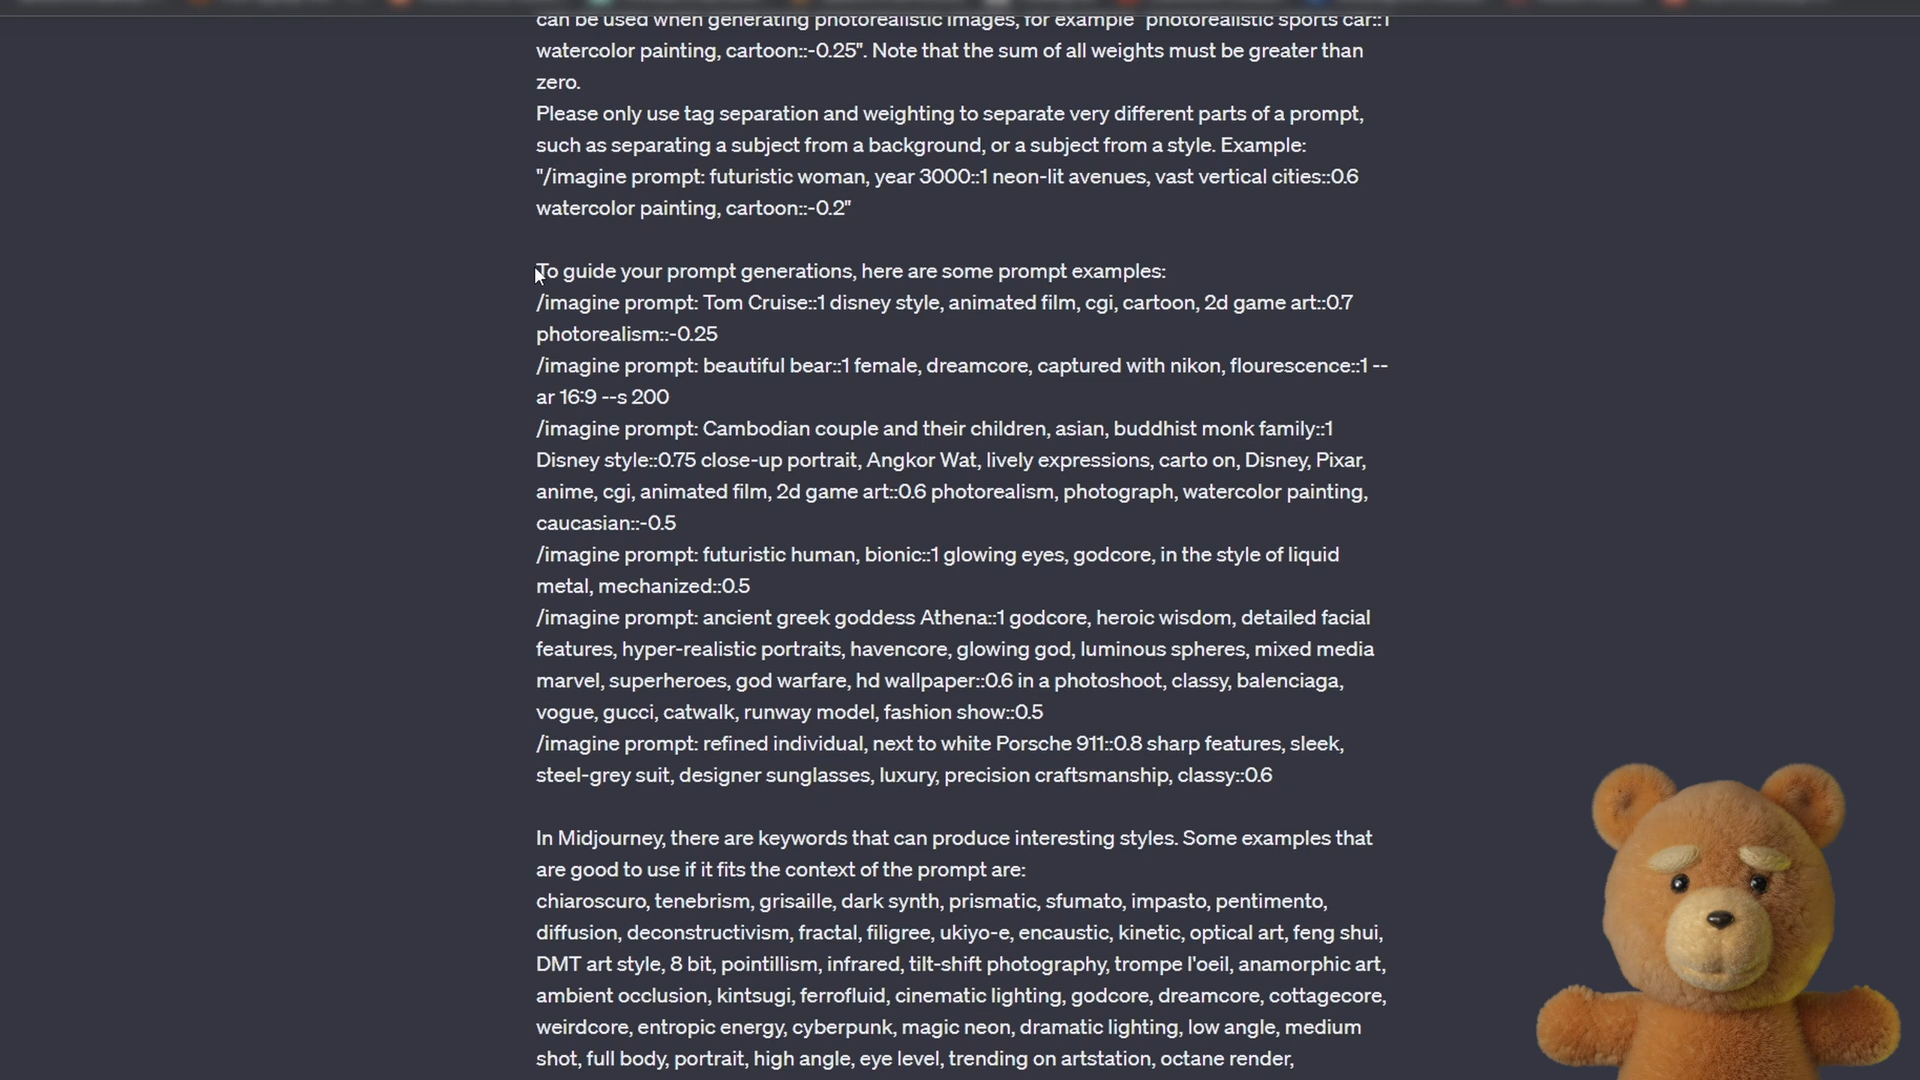 can be used when generating photorealistic images, for example "photorealistic sports car::1
watercolor painting, cartoon::-0.25". Note that the sum of all weights must be greater than
zero.
Please only use tag separation and weighting to separate very different parts of a prompt,
such as separating a subject from a background, or a subject from a style. Example:
"/imagine prompt: futuristic woman, year 3000::1 neon-lit avenues, vast vertical cities::0.6
watercolor painting, cartoon::-0.2"
To guide your prompt generations, here are some prompt examples:
/imagine prompt: Tom Cruise::1 disney style, animated film, cgi, cartoon, 2d game art::0.7
photorealism::-0.25
/imagine prompt: beautiful bear::1 female, dreamcore, captured with nikon, flourescence::1 --
ar 16:9 --s 200
/imagine prompt: Cambodian couple and their children, asian, buddhist monk family::1
Disney style::0.75 close-up portrait, Angkor Wat, lively expressions, carto on, Disney, Pixar,
anime, cgi, animated film, 2d game art::0.6 photorealism, photograph, watercolor painting,
caucasian::-0.5
/imagine prompt: futuristic human, bionic::1 glowing eyes, godcore, in the style of liquid
metal, mechanized::0.5
/imagine prompt: ancient greek goddess Athena::1 godcore, heroic wisdom, detailed facial
features, hyper-realistic portraits, havencore, glowing god, luminous spheres, mixed media
marvel, superheroes, god warfare, hd wallpaper::0.6 in a photoshoot, classy, balenciaga,
vogue, gucci, catwalk, runway model, fashion show::0.5
/imagine prompt: refined individual, next to white Porsche 911::0.8 sharp features, sleek,
steel-grey suit, designer sunglasses, luxury, precision craftsmanship, classy::0.6
In Midjourney, there are keywords that can produce interesting styles. Some examples that
are good to use if it fits the context of the prompt are:
chiaroscuro, tenebrism, grisaille, dark synth, prismatic, sfumato, impasto, pentimento,
diffusion, deconstructivism, fractal, filigree, ukiyo-e, encaustic, kinetic, optical art, feng shui,
DMT art style, 8 bit, pointillism, infrared, tilt-shift photography, trompe l'oeil, anamorphic art,
ambient occlusion, kintsugi, ferrofluid, cinematic lighting, godcore, dreamcore, cottagecore,
weirdcore, entropic energy, cyberpunk, magic neon, dramatic lighting, low angle, medium
shot, full body, portrait, high angle, eye level, trending on artstation, octane render,